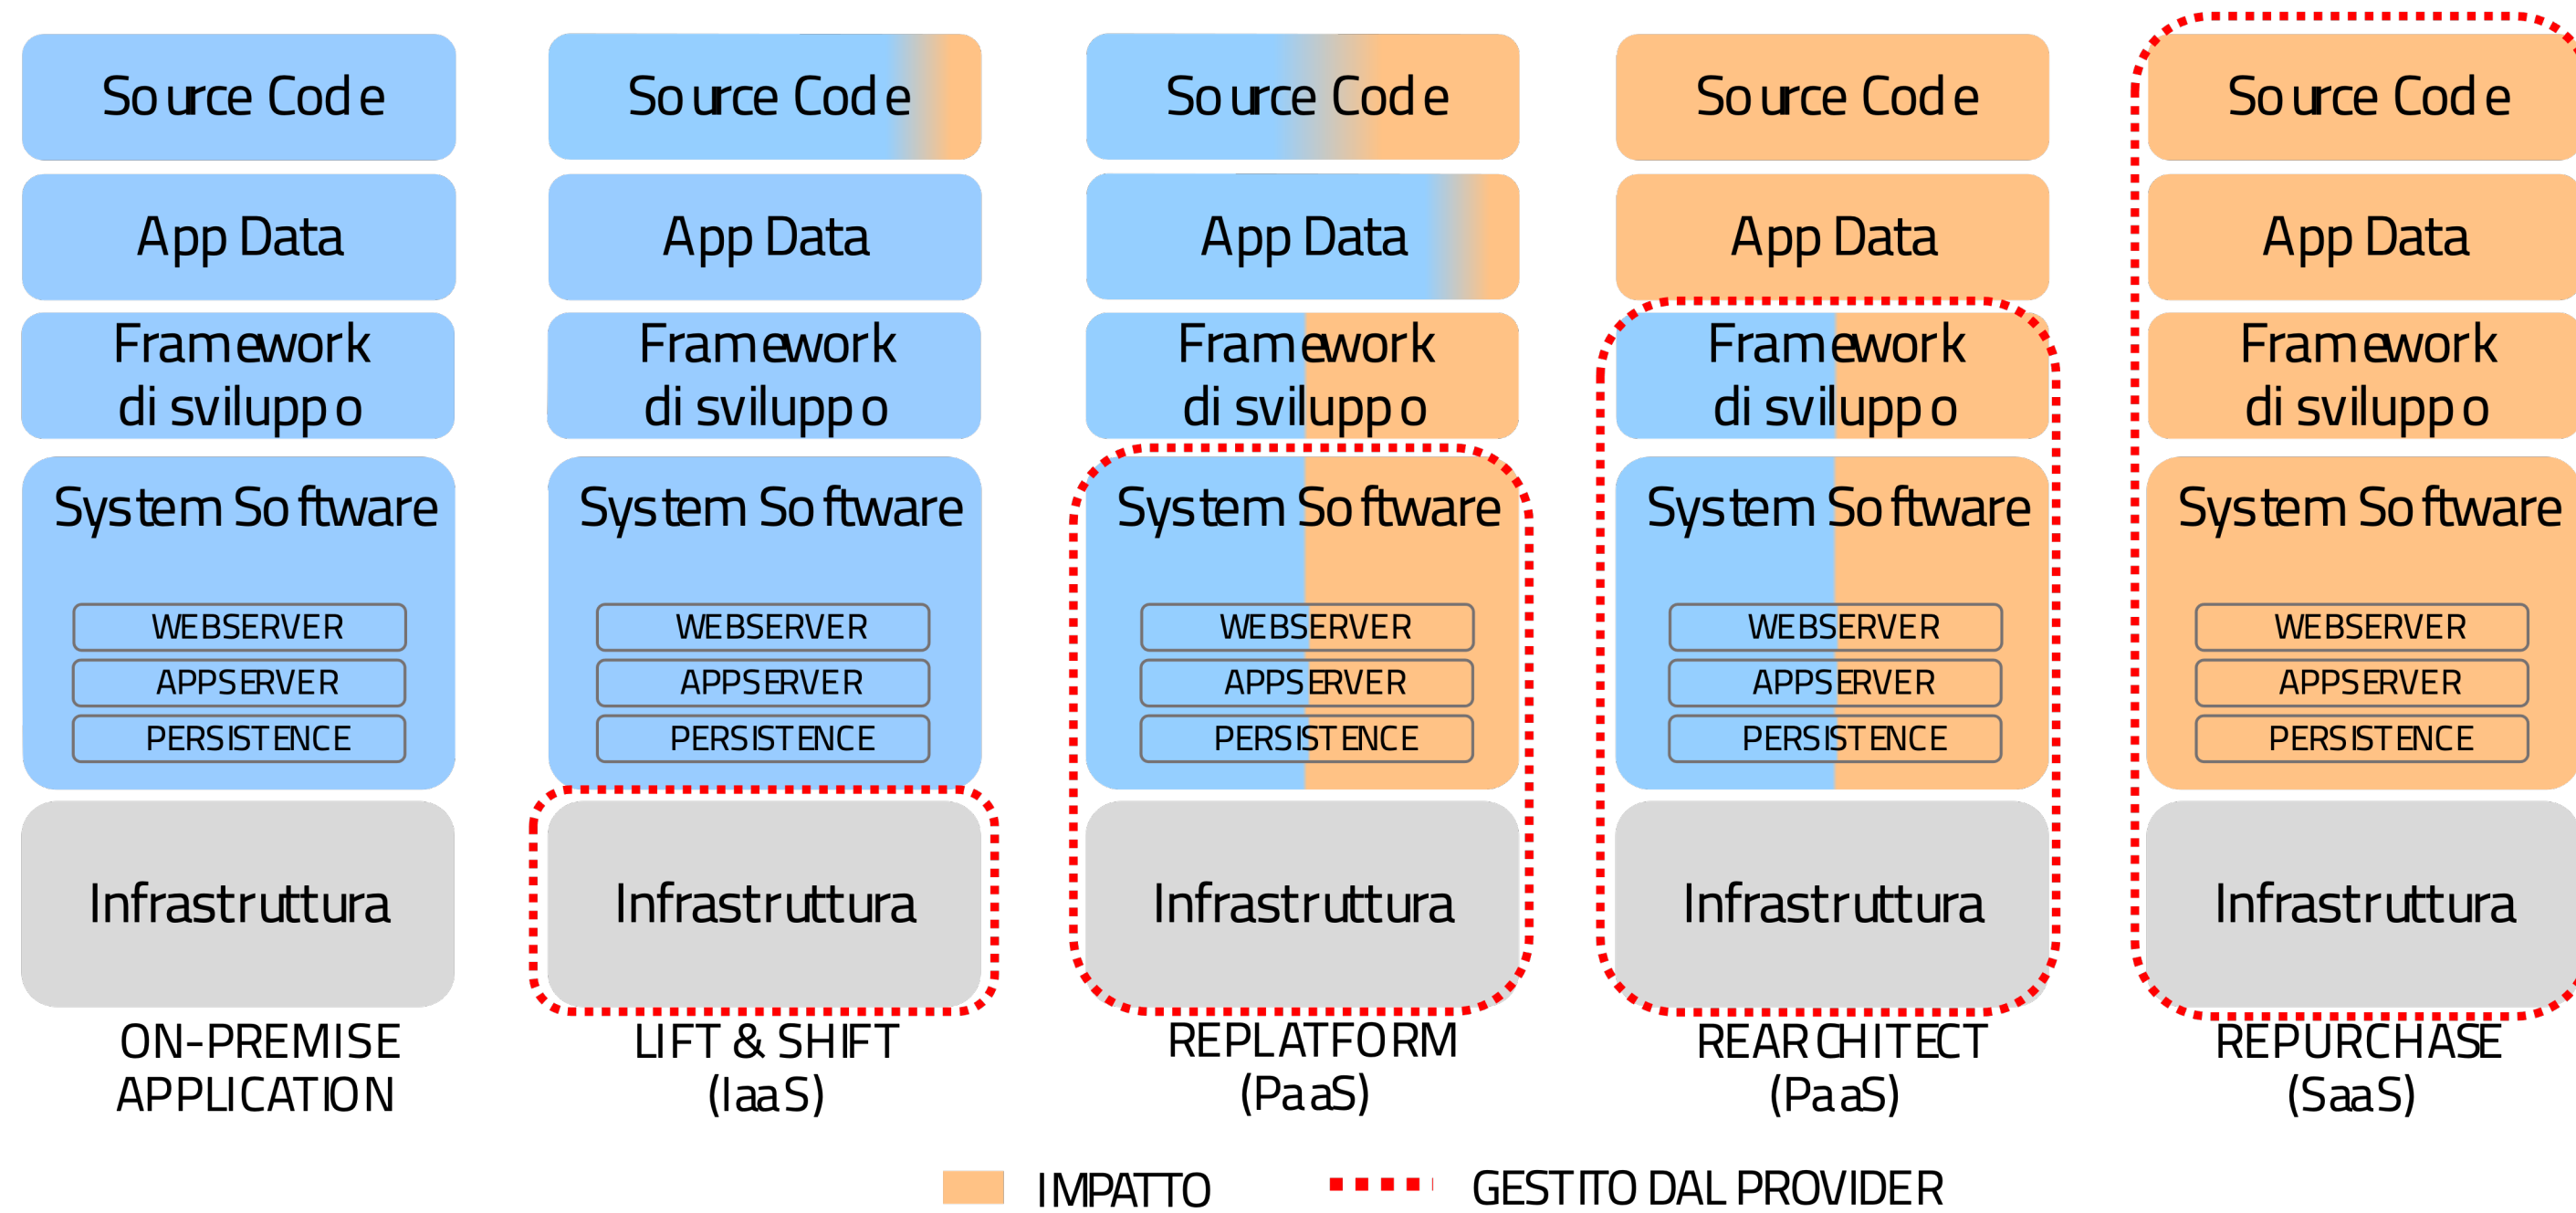 Source Code
App Data
Framework
di sviluppo
System Software
WEBSERVER
APPSERVER
PERSISTENCE
Infrastruttura
ON-PREMISE
APPLICATION
Source Code
App Data
Framework
di sviluppo
System Software
WEBSERVER
APPSERVER
PERSISTENCE
Infrastruttura
LIFT & SHIFT
(IaaS)
Source Code
App Data
Framework
di sviluppo
System Software
WEBSERVER
APPSERVER
PERSISTENCE
Infrastruttura
REPLATFORM
(PaaS)
Source Code
App Data
Framework
di sviluppo
System Software
WEBSERVER
APPSERVER
PERSISTENCE
Infrastruttura
REARCHITECT
(PaaS)
Source Code
App Data
Framework
di sviluppo
System Software
WEBSERVER
APPSERVER
PERSISTENCE
Infrastruttura
REPURCHASE
(SaaS)
IMPATTO
GESTITO DAL PROVIDER